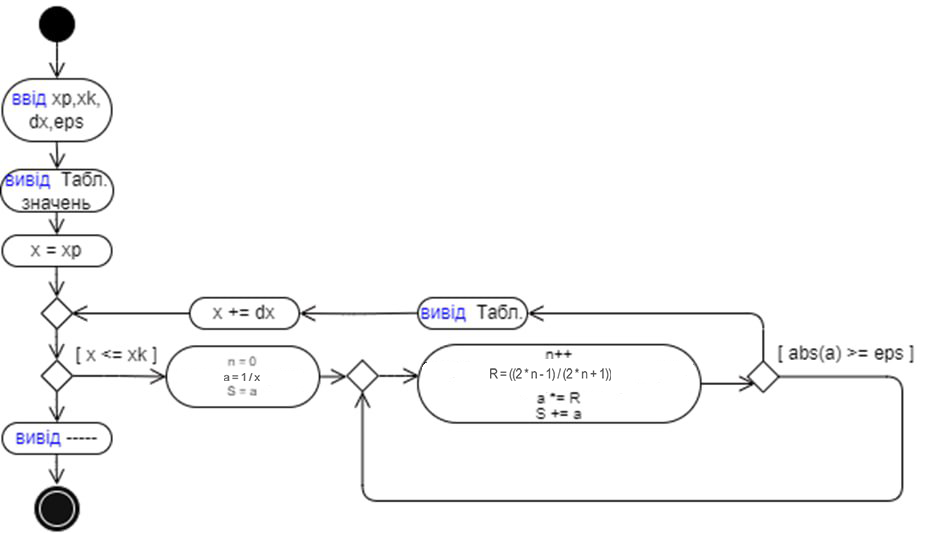 ввід xp,xk,
dx,eps
вивід Табл.
значень
x = xp
x += dx
вивід Табл.
[ x <= xk ]
n = 0
a = 1 / x
S = a
n++
R = ((2 * n - 1) / (2 * n + 1))
a *= R
S += a
[ abs(a) >= eps ]
вивід -----